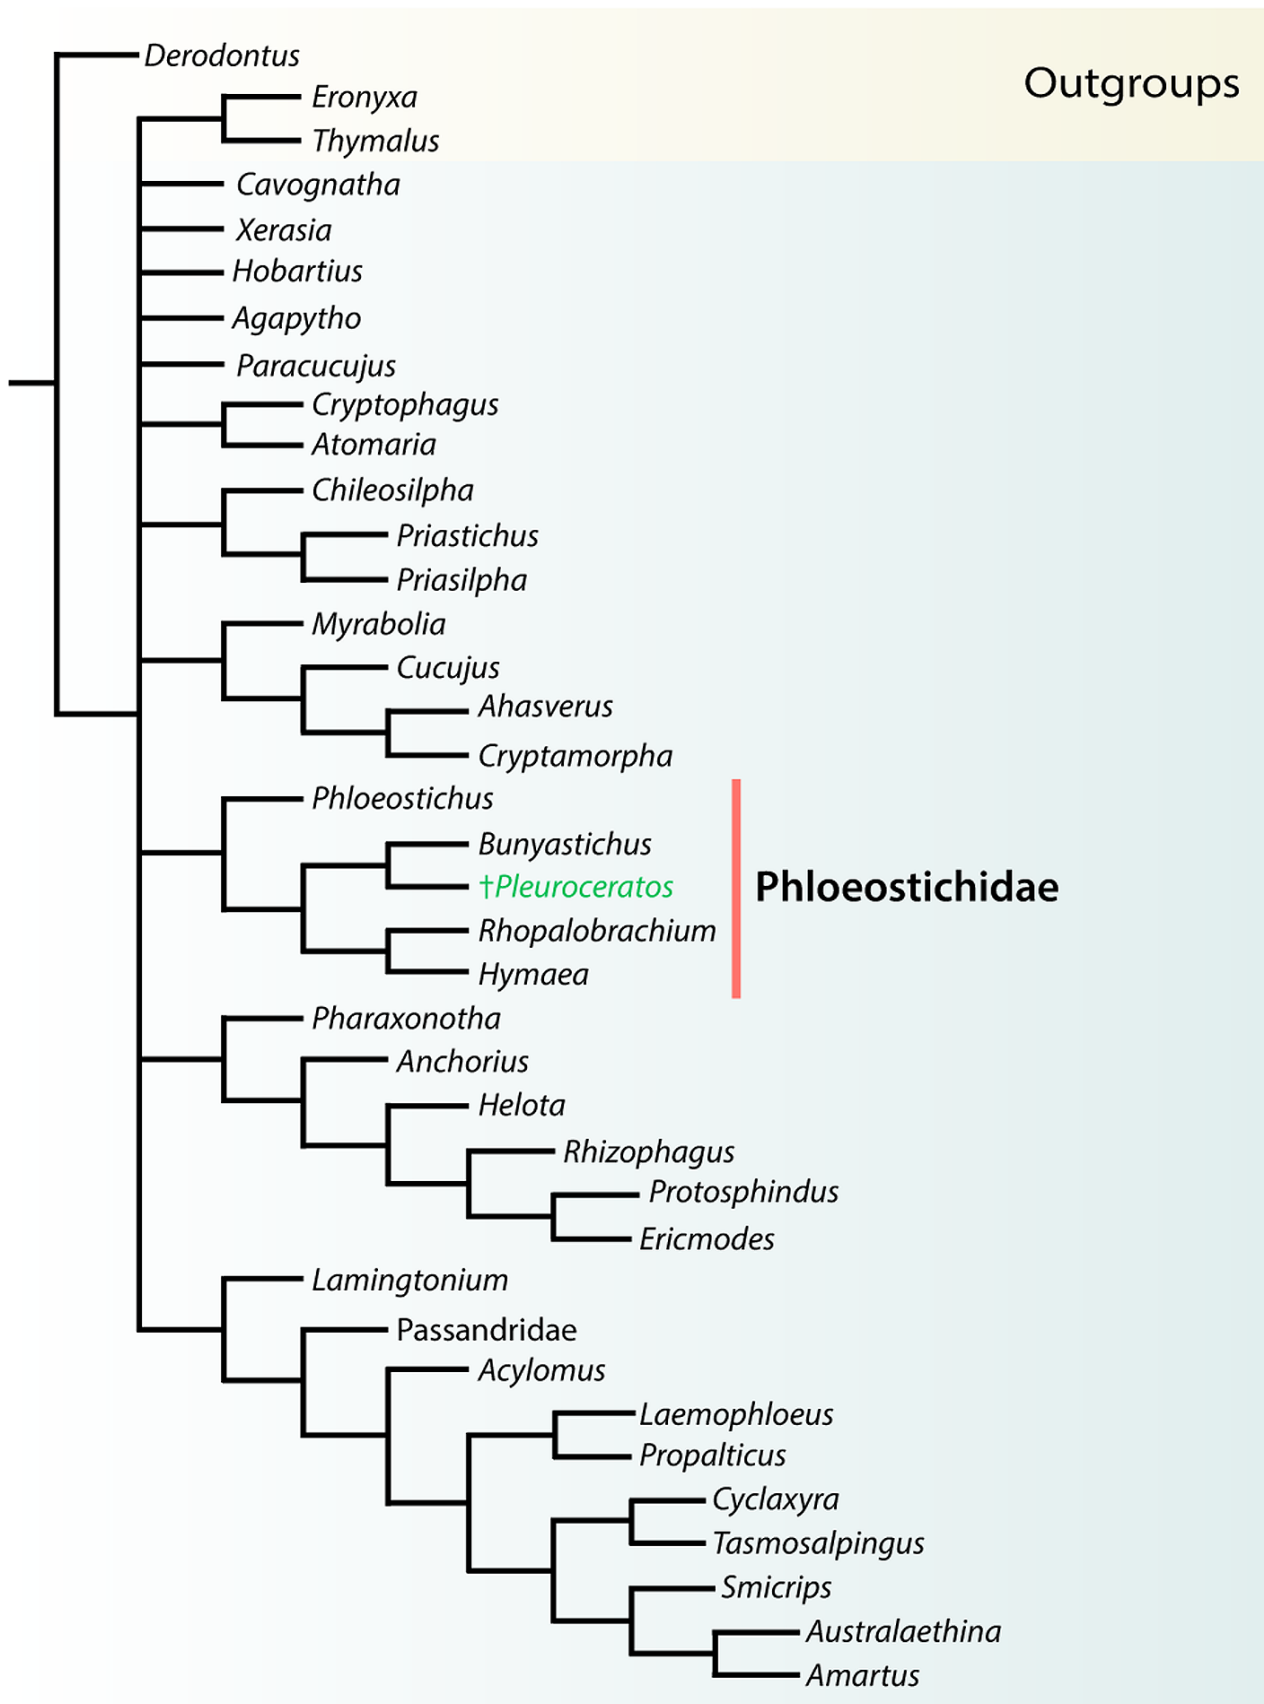 Derodontus
Outgroups
Eronyxa
Thymalus
Cavognatha
Xerasia
Hobartius
Agapytho
Paracucujus
Cryptophagus
Atomaria
Chileosilpha
Priastichus
Priasilpha
Myrabolia
Cucujus
Ahasverus
Cryptamorpha
Phloeostichus
Bunyastichus
†Pleuroceratos
Phloeostichidae
Rhopalobrachium
Hymaea
Pharaxonotha
Anchorius
Helota
Rhizophagus
Protosphindus
Ericmodes
Lamingtonium
Passandridae
Acylomus
Laemophloeus
Propalticus
Cyclaxyra
Tasmosalpingus
Smicrips
Australaethina
Amartus